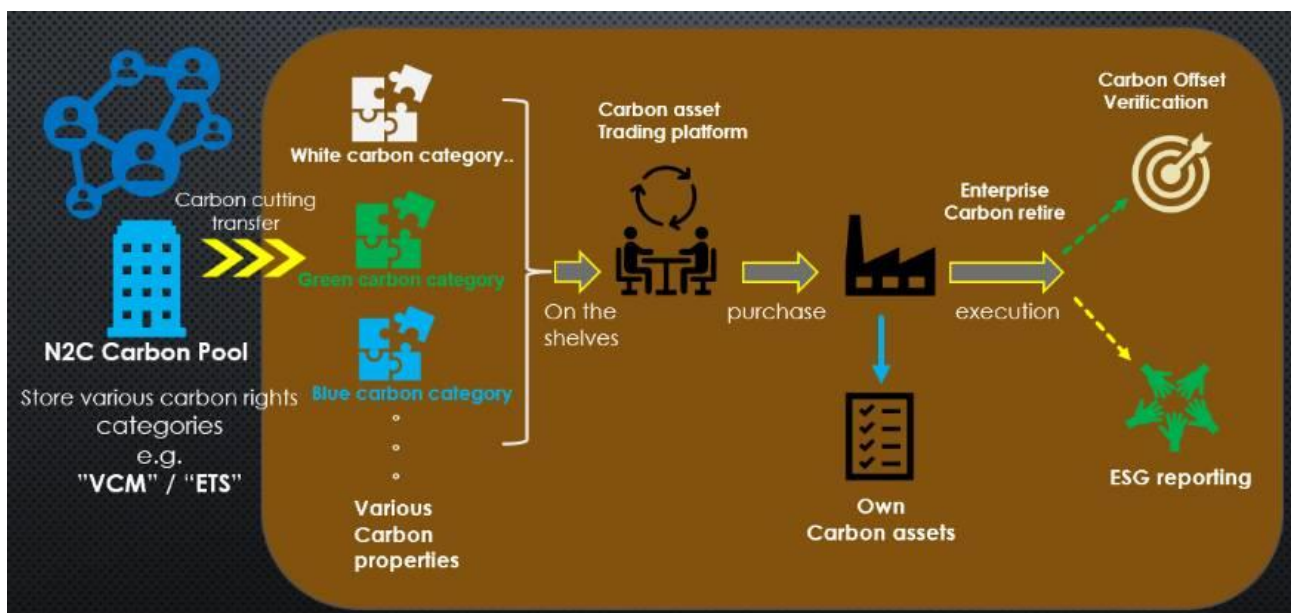 Carbon cutting
transfer
N2C Carbon Pool
Store various carbon rights
categories
e.g.
"VCM" / "ETS"
White carbon category..
Green carbon category
Blue carbon category
Various
Carbon
properties
On the
shelves
Carbon asset
Trading platform
purchase
Own
Carbon assets
Enterprise
Carbon retire
execution
Carbon Offset
Verification
ESG reporting